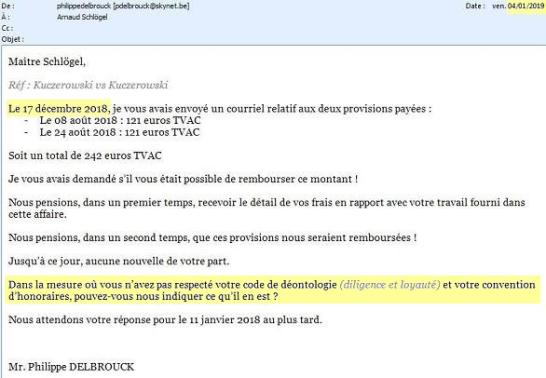 De : philippedelbrouck [pdelbrouck@skynet.be] Date : ven. 04/01/2019
À : Arnaud Schlögel
Cc :
Objet :
Maitre Schlögel,
Réf : Kuczerowski vs Kuczerowski
Le 17 décembre 2018, je vous avais envoyé un courriel relatif aux deux provisions payées :
- Le 08 août 2018 : 121 euros TVAC
- Le 24 août 2018 : 121 euros TVAC
Soit un total de 242 euros TVAC
Je vous avais demandé s'il vous était possible de rembourser ce montant !
Nous pensions, dans un premier temps, recevoir le détail de vos frais en rapport avec votre travail fourni dans
cette affaire.
Nous pensions, dans un second temps, que ces provisions nous seraient remboursées !
Jusqu'à ce jour, aucune nouvelle de votre part.
Dans la mesure où vous n'avez pas respecté votre code de déontologie (diligence et loyauté) et votre convention
d'honoraires, pouvez-vous nous indiquer ce qu'il en est ?
Nous attendons votre réponse pour le 11 janvier 2018 au plus tard.
Mr. Philippe DELBROUCK